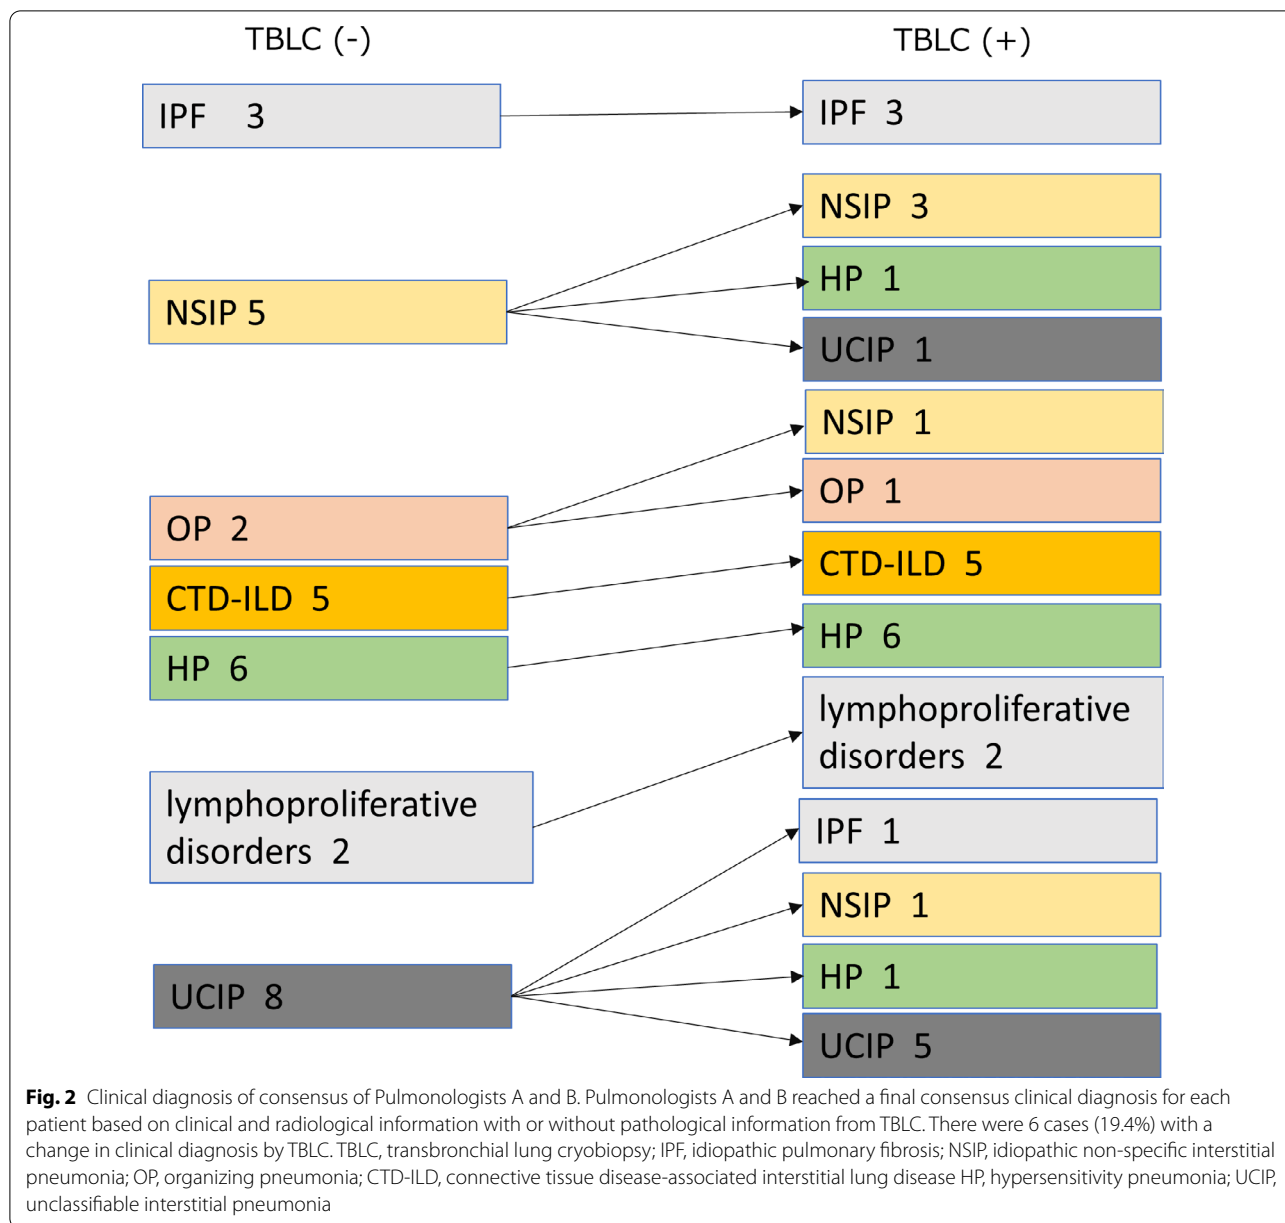 TBLC (-)
TBLC (+)
IPF 3
IPF 3
NSIP 3
HP 1
NSIP 5
UCIP 1
NSIP 1
OP 1
OP 2
CTD-ILD 5
CTD-ILD 5
HP 6
HP 6
lymphoproliferative
disorders 2
lymphoproliferative
disorders 2
IPF 1
NSIP 1
HP 1
UCIP 8
UCIP 5
Fig. 2 Clinical diagnosis of consensus of Pulmonologists A and B. Pulmonologists A and B reached a final consensus clinical diagnosis for each
patient based on clinical and radiological information with or without pathological information from TBLC. There were 6 cases (19.4%) with a
change in clinical diagnosis by TBLC. TBLC, transbronchial lung cryobiopsy; IPF, idiopathic pulmonary fibrosis; NSIP, idiopathic non-specific interstitial
pneumonia; OP, organizing pneumonia; CTD-ILD, connective tissue disease-associated interstitial lung disease HP, hypersensitivity pneumonia; UCIP,
unclassifiable interstitial pneumonia